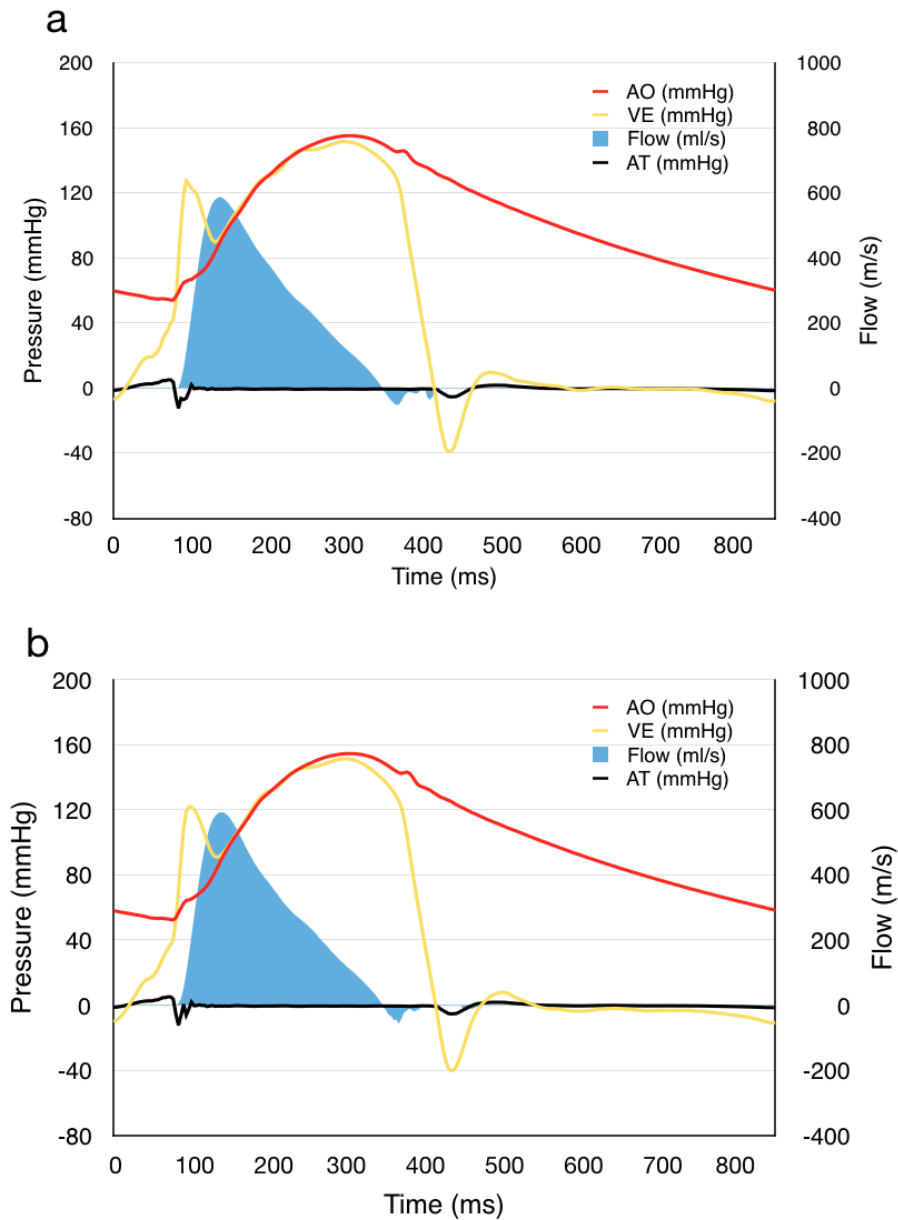 a
200
160
120
80
40
0
-40
-80
Pressure (mmHg)
1000
800
600
400
200
0
-200
-400
Flow (m/s)
AO (mmHg)
VE (mmHg)
Flow (ml/s)
AT (mmHg)
0 100 200 300 400 500 600 700 800
Time (ms)
b
200
160
120
80
40
0
-40
-80
Pressure (mmHg)
1000
800
600
400
200
0
-200
-400
Flow (m/s)
AO (mmHg)
VE (mmHg)
Flow (ml/s)
AT (mmHg)
0 100 200 300 400 500 600 700 800
Time (ms)